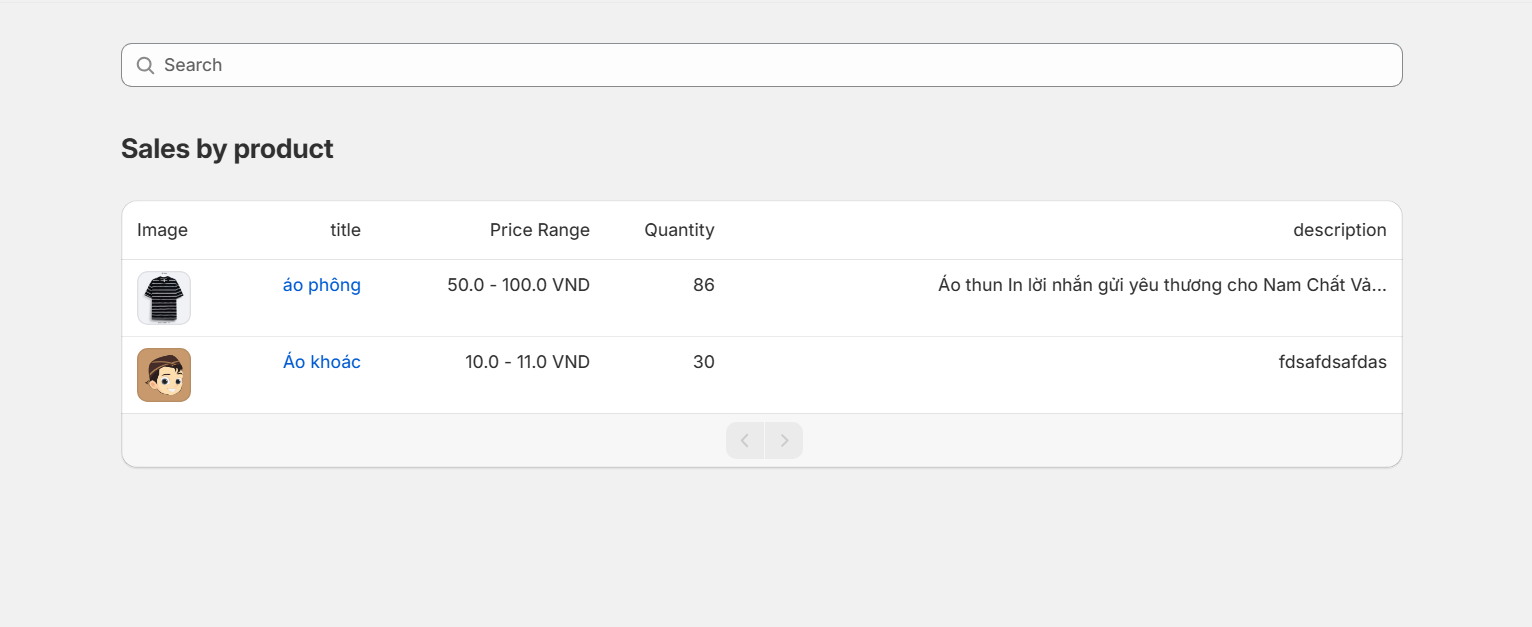 Search
Sales by product
Image title Price Range Quantity description
áo phông 50.0 - 100.0 VND 86 Áo thun In lời nhắn gửi yêu thương cho Nam Chất Vả...
Áo khoác 10.0 - 11.0 VND 30 fdsafdsafdas